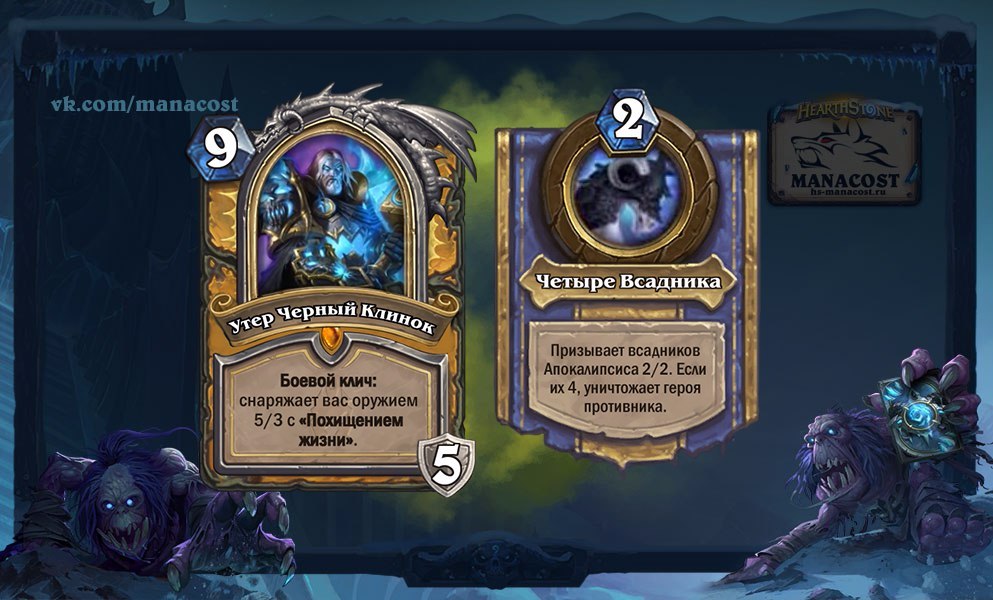 vk.com/manacost
9
Утер Черный Клинок
Боевой клич:
снаряжает вас оружием
5/3 с «Похищением
жизни».
5
2
Четыре Всадника
Призывает всадников
Апокалипсиса 2/2. Если
их 4, уничтожает героя
противника.
HEARTHSTONE
MANACOST
hs-manacost.ru